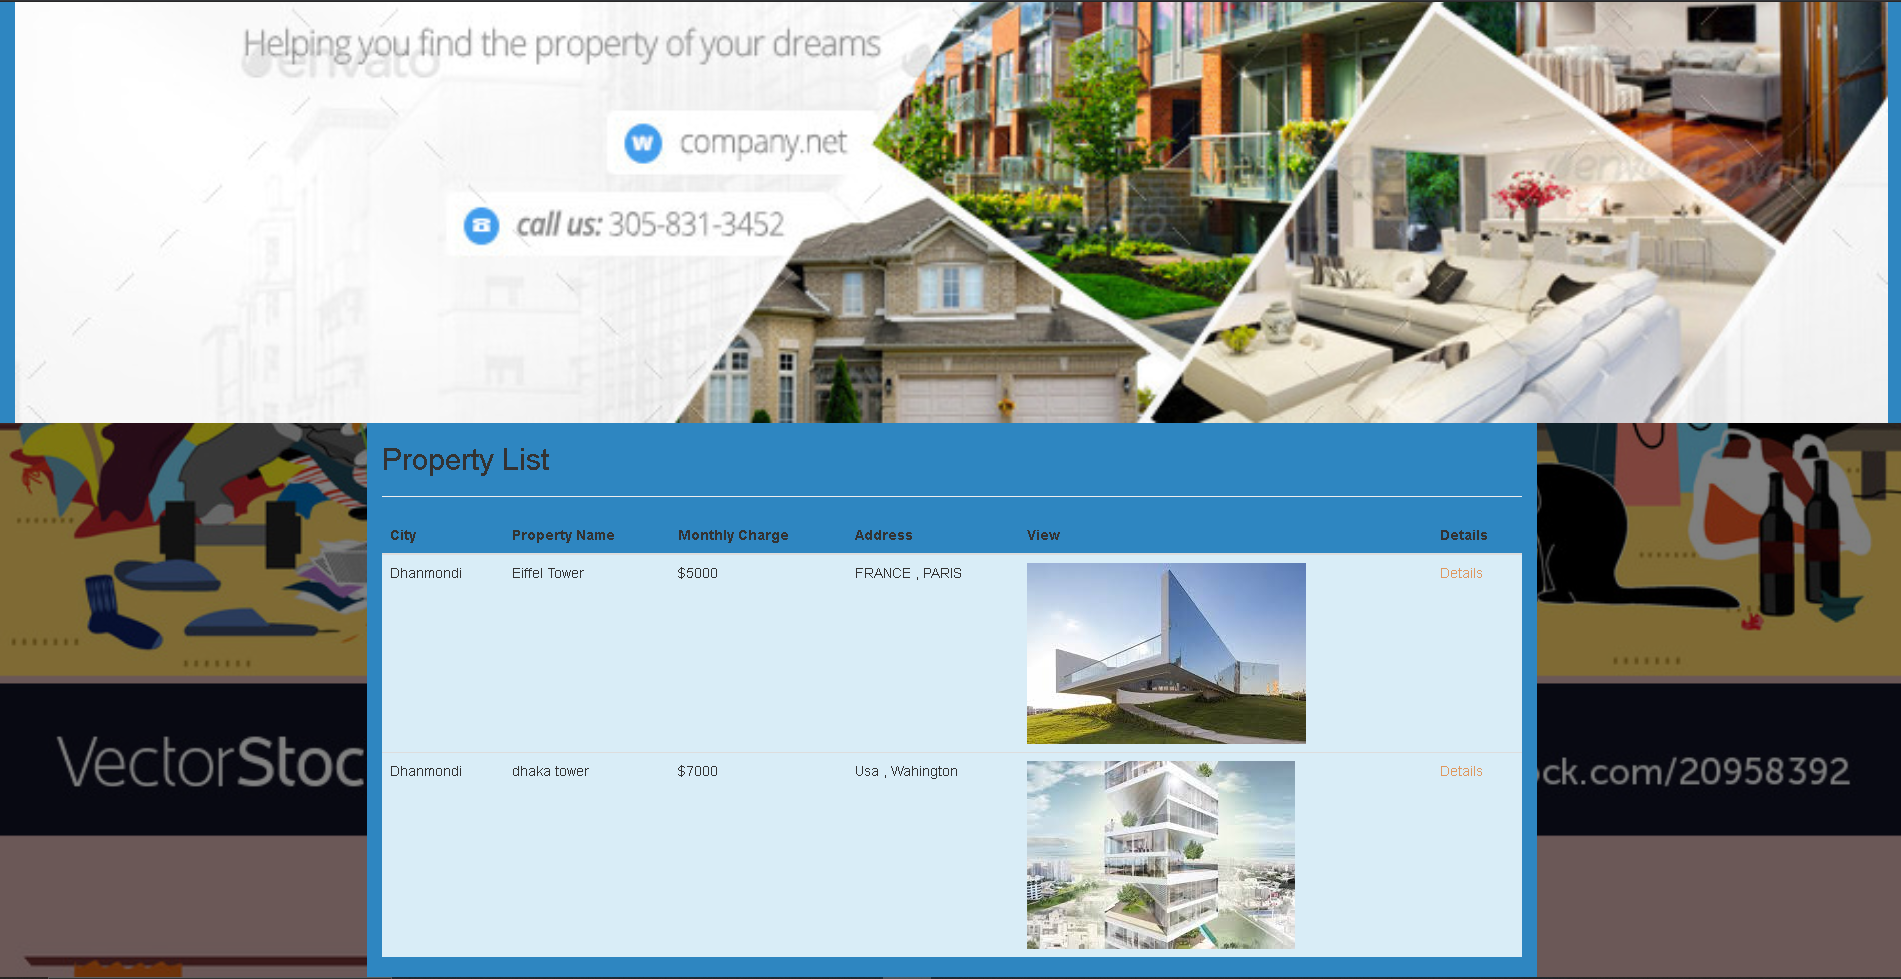 Helping you find the property of your dreams
envato
W company.net
call us: 305-831-3452
envato
Property List
City Property Name Monthly Charge Address View Details
Dhanmondi Eiffel Tower $5000 FRANCE , PARIS Details
VectorStoc
ck.com/20958392
Dhanmondi dhaka tower $7000 Usa , Wahington Details